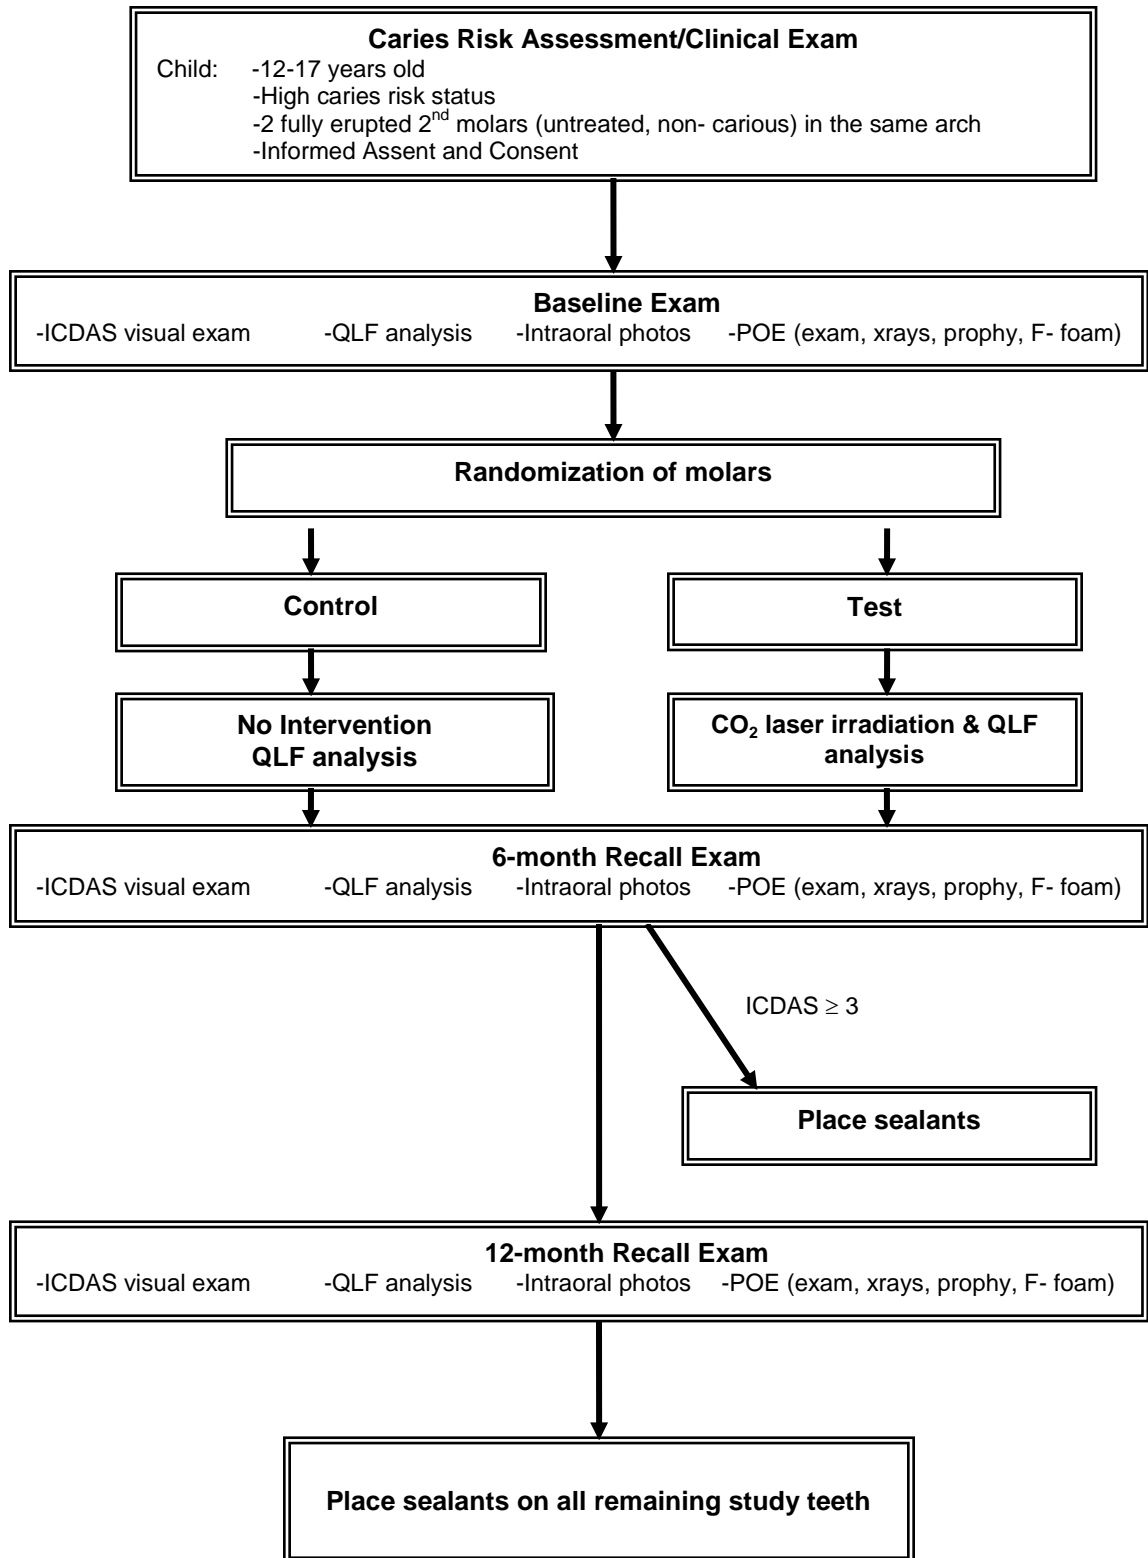 Caries Risk Assessment/Clinical Exam
Child: -12-17 years old
-High caries risk status
-2 fully erupted 2nd molars (untreated, non- carious) in the same arch
-Informed Assent and Consent
Baseline Exam
-ICDAS visual exam -QLF analysis -Intraoral photos -POE (exam, xrays, prophy, F- foam)
Randomization of molars
Control
Test
No Intervention
QLF analysis
CO₂ laser irradiation & QLF
analysis
6-month Recall Exam
-ICDAS visual exam -QLF analysis -Intraoral photos -POE (exam, xrays, prophy, F- foam)
ICDAS ≥ 3
Place sealants
12-month Recall Exam
-ICDAS visual exam -QLF analysis -Intraoral photos -POE (exam, xrays, prophy, F- foam)
Place sealants on all remaining study teeth